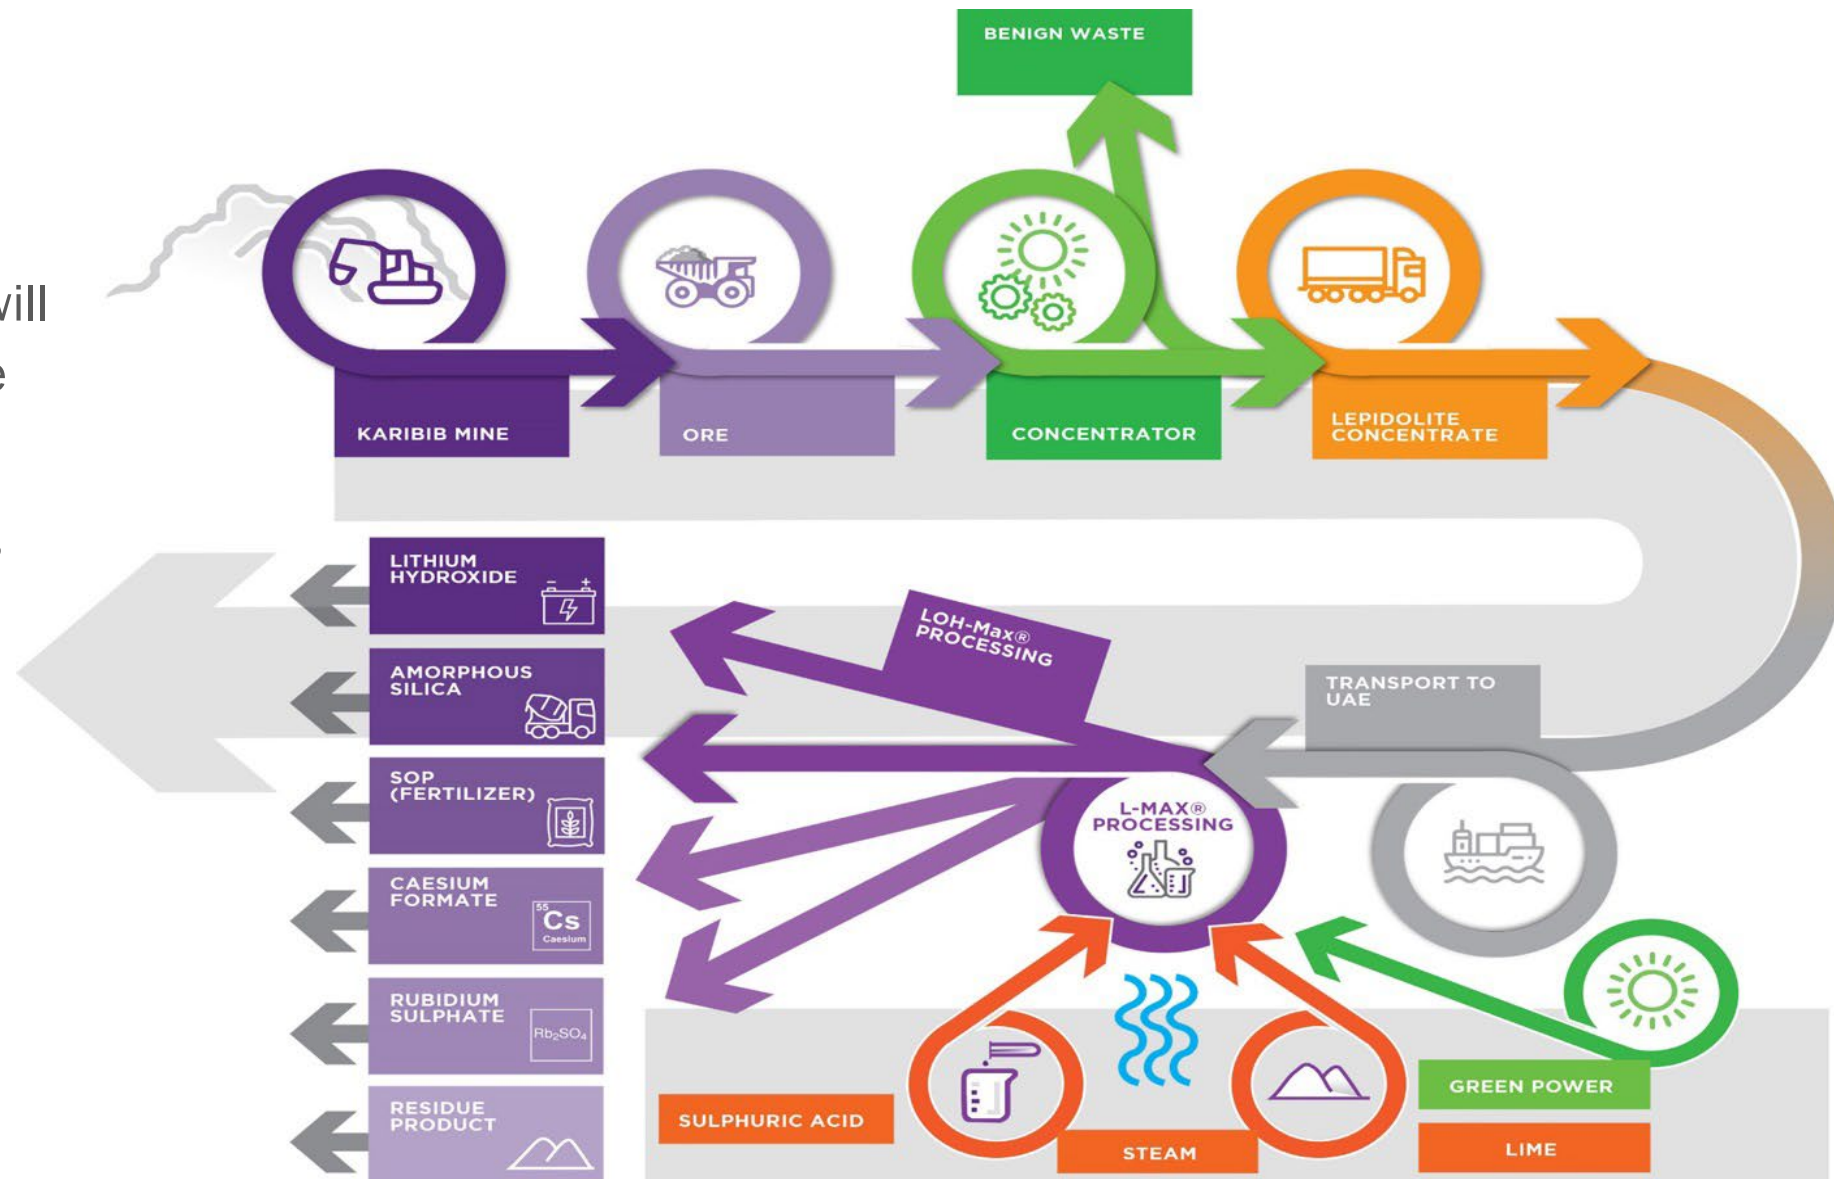 BENIGN WASTE
will
e
KARIBIB MINE
ORE
CONCENTRATOR
LEPIDOLITE
CONCENTRATE
LITHIUM
HYDROXIDE
- +
AMORPHOUS
SILICA
SOP
(FERTILIZER)
CAESIUM
FORMATE
55
Cs
Caesium
RUBIDIUM
SULPHATE
Rb₂SO₄
RESIDUE
PRODUCT
LOH-Max®
PROCESSING
TRANSPORT TO
UAE
L-MAX®
PROCESSING
SULPHURIC ACID
STEAM
GREEN POWER
LIME